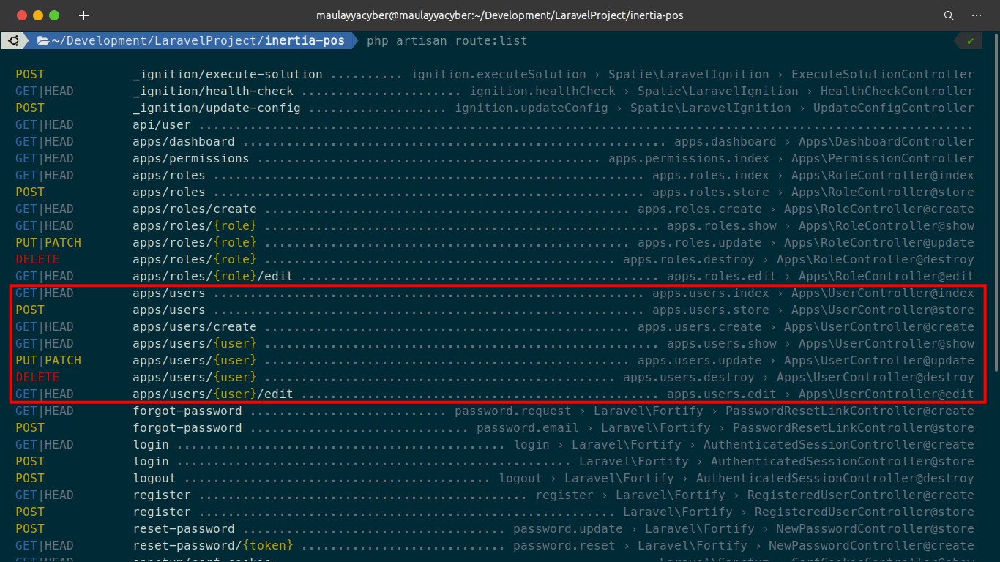 maulayyacyber@maulayyacyber:~/Development/LaravelProject/inertia-pos
~/Development/LaravelProject/inertia-pos php artisan route:list ✔
POST _ignition/execute-solution .......... ignition.executeSolution › Spatie\LaravelIgnition › ExecuteSolutionController
GET|HEAD _ignition/health-check ...................... ignition.healthCheck › Spatie\LaravelIgnition › HealthCheckController
POST _ignition/update-config ................... ignition.updateConfig › Spatie\LaravelIgnition › UpdateConfigController
GET|HEAD api/user ..........................................................................................................
GET|HEAD apps/dashboard .......................................................... apps.dashboard › Apps\DashboardController
GET|HEAD apps/permissions ............................................... apps.permissions.index › Apps\PermissionController
GET|HEAD apps/roles ........................................................... apps.roles.index › Apps\RoleController@index
POST apps/roles ........................................................... apps.roles.store › Apps\RoleController@store
GET|HEAD apps/roles/create .................................................. apps.roles.create › Apps\RoleController@create
GET|HEAD apps/roles/{role} ...................................................... apps.roles.show › Apps\RoleController@show
PUT|PATCH apps/roles/{role} .................................................. apps.roles.update › Apps\RoleController@update
DELETE apps/roles/{role} ................................................ apps.roles.destroy › Apps\RoleController@destroy
GET|HEAD apps/roles/{role}/edit ................................................. apps.roles.edit › Apps\RoleController@edit
GET|HEAD apps/users ........................................................... apps.users.index › Apps\UserController@index
POST apps/users ........................................................... apps.users.store › Apps\UserController@store
GET|HEAD apps/users/create .................................................. apps.users.create › Apps\UserController@create
GET|HEAD apps/users/{user} ...................................................... apps.users.show › Apps\UserController@show
PUT|PATCH apps/users/{user} .................................................. apps.users.update › Apps\UserController@update
DELETE apps/users/{user} ................................................ apps.users.destroy › Apps\UserController@destroy
GET|HEAD apps/users/{user}/edit ................................................. apps.users.edit › Apps\UserController@edit
GET|HEAD forgot-password ........................... password.request › Laravel\Fortify › PasswordResetLinkController@create
POST forgot-password .............................. password.email › Laravel\Fortify › PasswordResetLinkController@store
GET|HEAD login ............................................. login › Laravel\Fortify › AuthenticatedSessionController@create
POST login ...................................................... Laravel\Fortify › AuthenticatedSessionController@store
POST logout .......................................... logout › Laravel\Fortify › AuthenticatedSessionController@destroy
GET|HEAD register ............................................. register › Laravel\Fortify › RegisteredUserController@create
POST register ......................................................... Laravel\Fortify › RegisteredUserController@store
POST reset-password .................................... password.update › Laravel\Fortify › NewPasswordController@store
GET|HEAD reset-password/{token} ............................ password.reset › Laravel\Fortify › NewPasswordController@create
GET|HEAD sanctum/csrf-cookie ..................................................... Laravel\Sanctum › CsrfCookieController@show